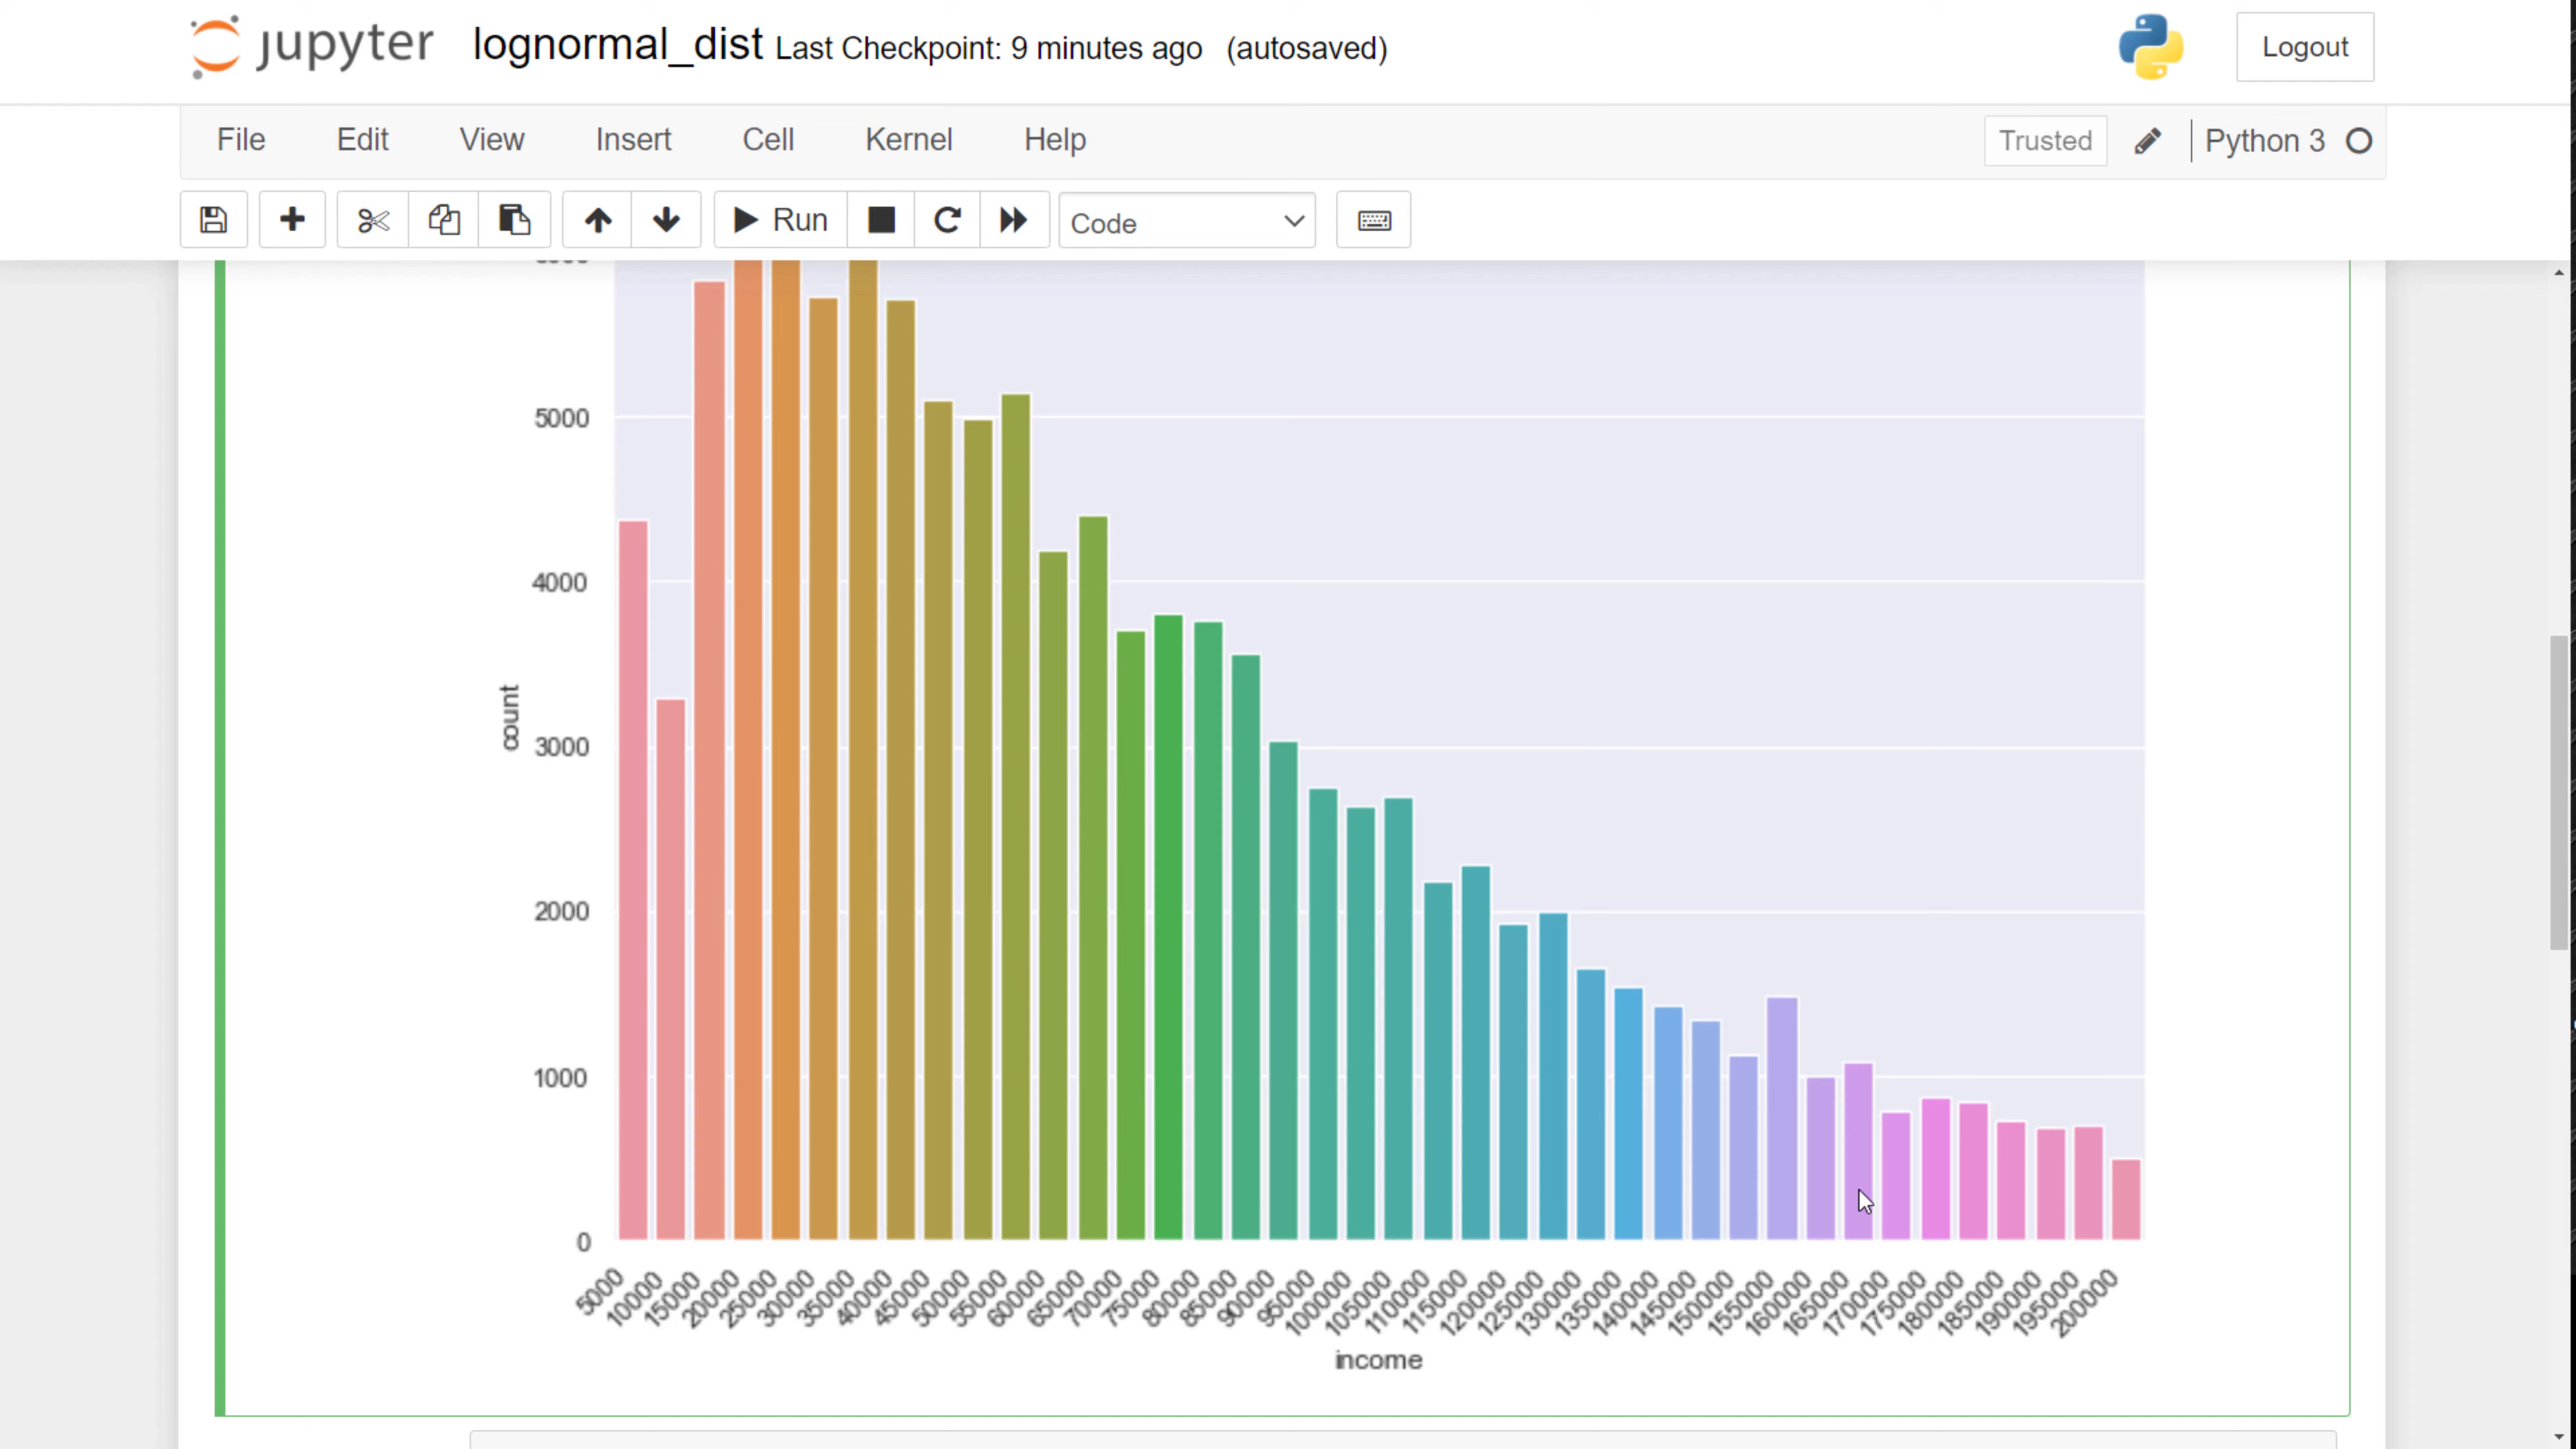 jupyter lognormal_dist Last Checkpoint: 9 minutes ago (autosaved) Logout
File Edit View Insert Cell Kernel Help Trusted Python 3
Run Code
5000
4000
3000
2000
1000
0
count
5000 10000 15000 20000 25000 30000 35000 40000 45000 50000 55000 60000 65000 70000 75000 80000 85000 90000 95000 100000 105000 110000 115000 120000 125000 130000 135000 140000 145000 150000 155000 160000 165000 170000 175000 180000 185000 190000 195000 200000
income